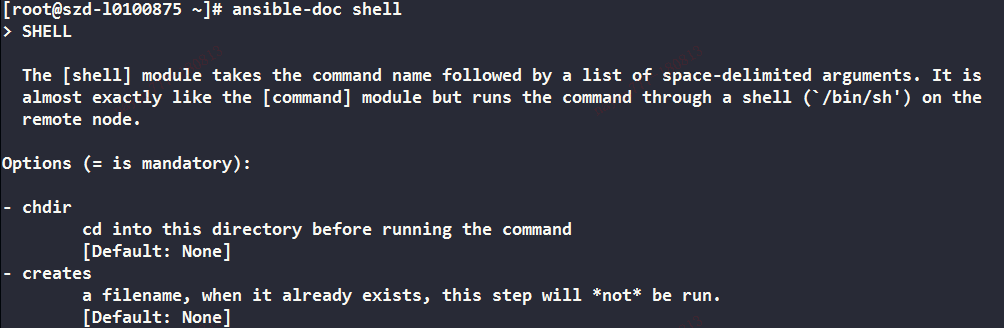 [root@szd-l0100875 ~]# ansible-doc shell
> SHELL
The [shell] module takes the command name followed by a list of space-delimited arguments. It is
almost exactly like the [command] module but runs the command through a shell (`/bin/sh') on the
remote node.
Options (= is mandatory):
- chdir
cd into this directory before running the command
[Default: None]
- creates
a filename, when it already exists, this step will *not* be run.
[Default: None]